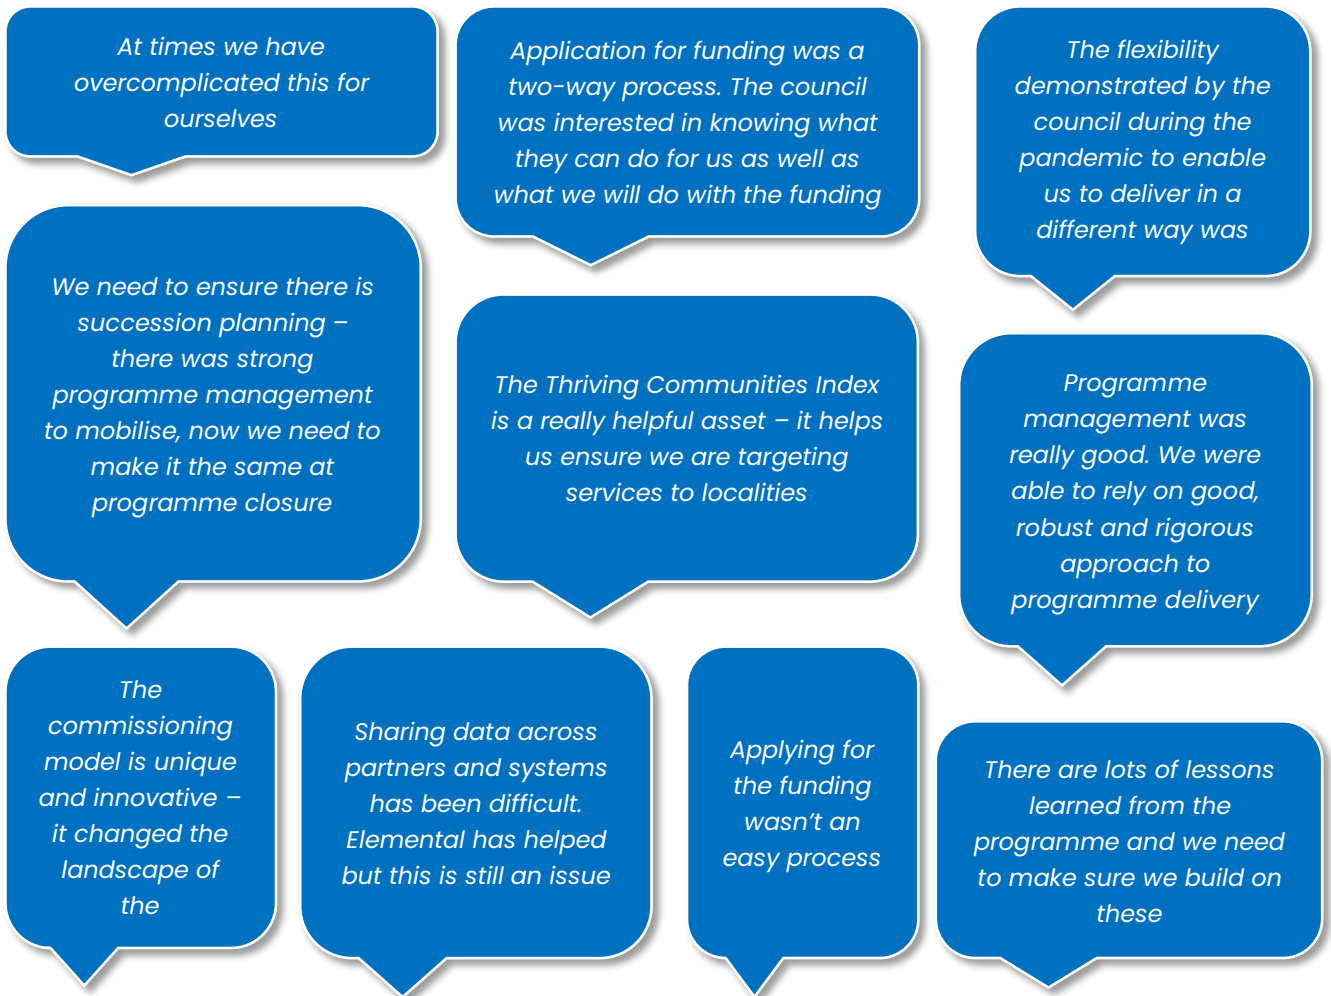 At times we have
overcomplicated this for
ourselves
Application for funding was a
two-way process. The council
was interested in knowing what
they can do for us as well as
what we will do with the funding
The flexibility
demonstrated by the
council during the
pandemic to enable
us to deliver in a
different way was
We need to ensure there is
succession planning –
there was strong
programme management
to mobilise, now we need to
make it the same at
programme closure
The Thriving Communities Index
is a really helpful asset – it helps
us ensure we are targeting
services to localities
Programme
management was
really good. We were
able to rely on good,
robust and rigorous
approach to
programme delivery
The
commissioning
model is unique
and innovative –
it changed the
landscape of
the
Sharing data across
partners and systems
has been difficult.
Elemental has helped
but this is still an issue
Applying for
the funding
wasn't an
easy process
There are lots of lessons
learned from the
programme and we need
to make sure we build on
these